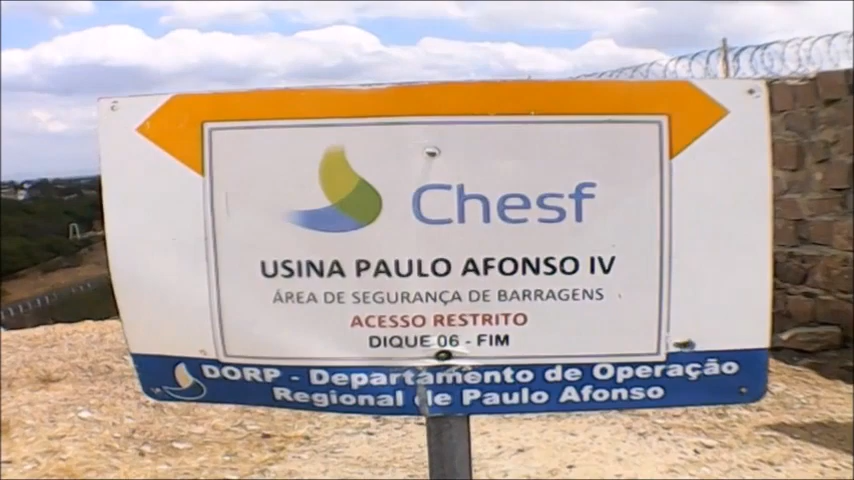 Chesf
USINA PAULO AFONSO IV
ÁREA DE SEGURANÇA DE BARRAGENS
ACESSO RESTRITO
DIQUE 06 - FIM
DORP - Departamento de Operação
Regional de Paulo Afonso